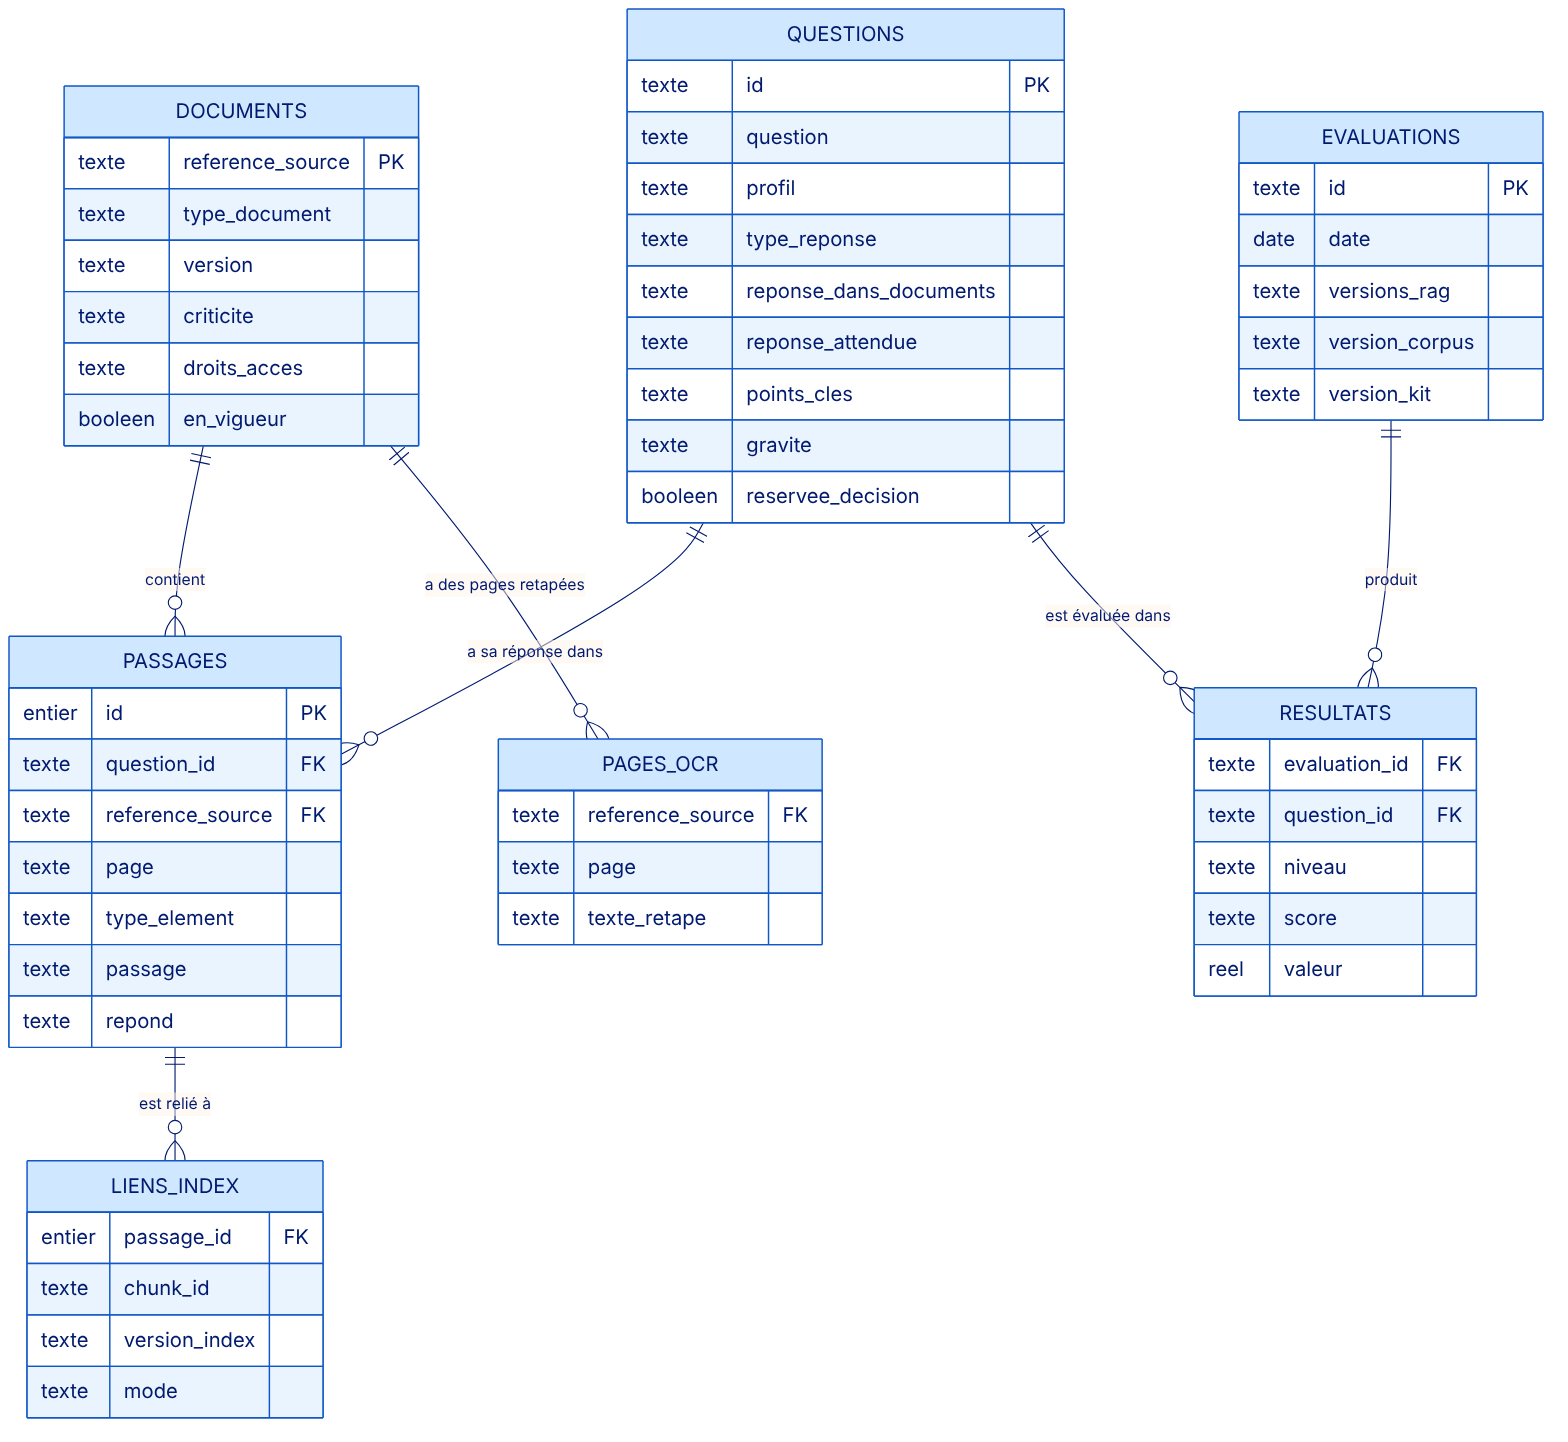 QUESTIONS
texte id PK
texte question
texte profil
texte type_reponse
texte reponse_dans_documents
texte reponse_attendue
texte points_cles
texte gravite
booleen reservee_decision
DOCUMENTS
texte reference_source PK
texte type_document
texte version
texte criticite
texte droits_acces
booleen en_vigueur
EVALUATIONS
texte id PK
date date
texte versions_rag
texte version_corpus
texte version_kit
contient
a des pages retapées
a sa réponse dans
est évaluée dans
produit
PASSAGES
entier id PK
texte question_id FK
texte reference_source FK
texte page
texte type_element
texte passage
texte repond
PAGES_OCR
texte reference_source FK
texte page
texte texte_retape
RESULTATS
texte evaluation_id FK
texte question_id FK
texte niveau
texte score
reel valeur
est relié à
LIENS_INDEX
entier passage_id FK
texte chunk_id
texte version_index
texte mode